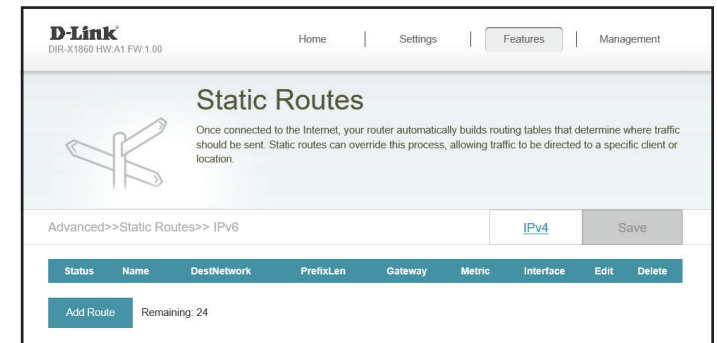 D-Link
DIR-X1860 HW:A1 FW:1.00
Home | Settings | Features | Management
Static Routes
Once connected to the Internet, your router automatically builds routing tables that determine where traffic
should be sent. Static routes can override this process, allowing traffic to be directed to a specific client or
location.
Advanced>>Static Routes>> IPv6
IPv4
Save
Status Name DestNetwork PrefixLen Gateway Metric Interface Edit Delete
Add Route Remaining: 24